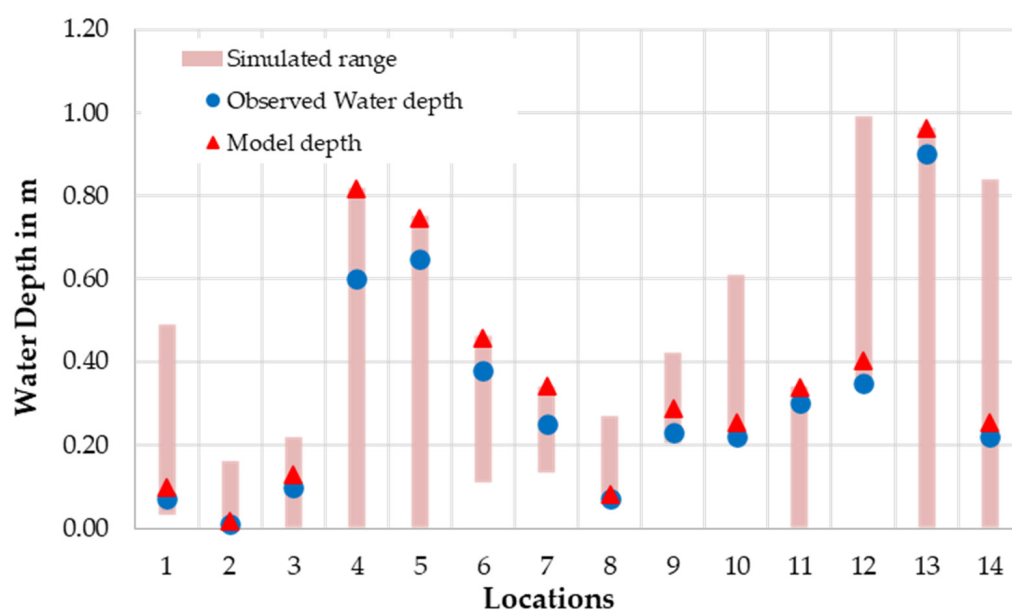 1.20
Simulated range
Observed Water depth
1.00
Model depth
0.80
0.60
0.40
0.20
0.00
Water Depth in m
1 2 3 4 5 6 7 8 9 10 11 12 13 14
Locations